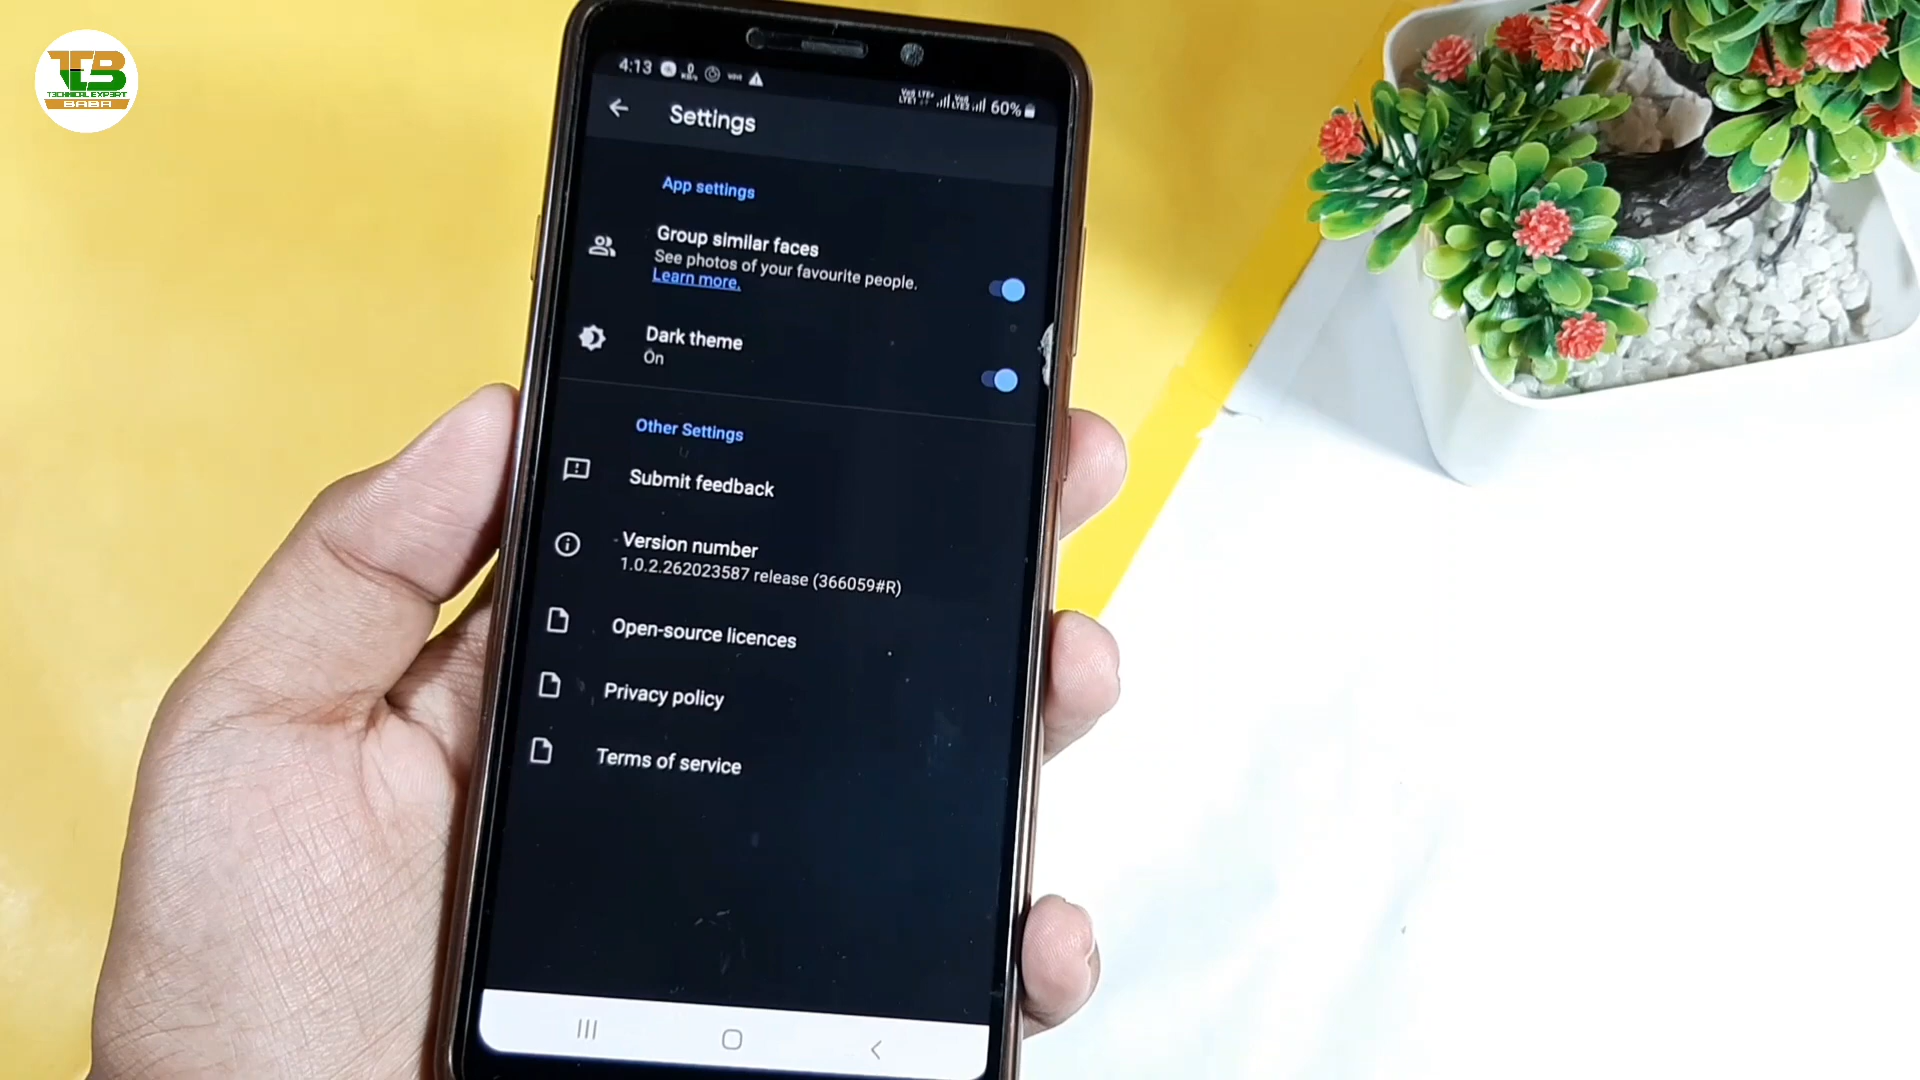 TCB
TECHNICAL EXPERT
BABA
4:13
60%
Settings
App settings
Group similar faces
See photos of your favourite people.
Learn more.
Dark theme
On
Other Settings
Submit feedback
Version number
1.0.2.262023587 release (366059#R)
Open-source licences
Privacy policy
Terms of service